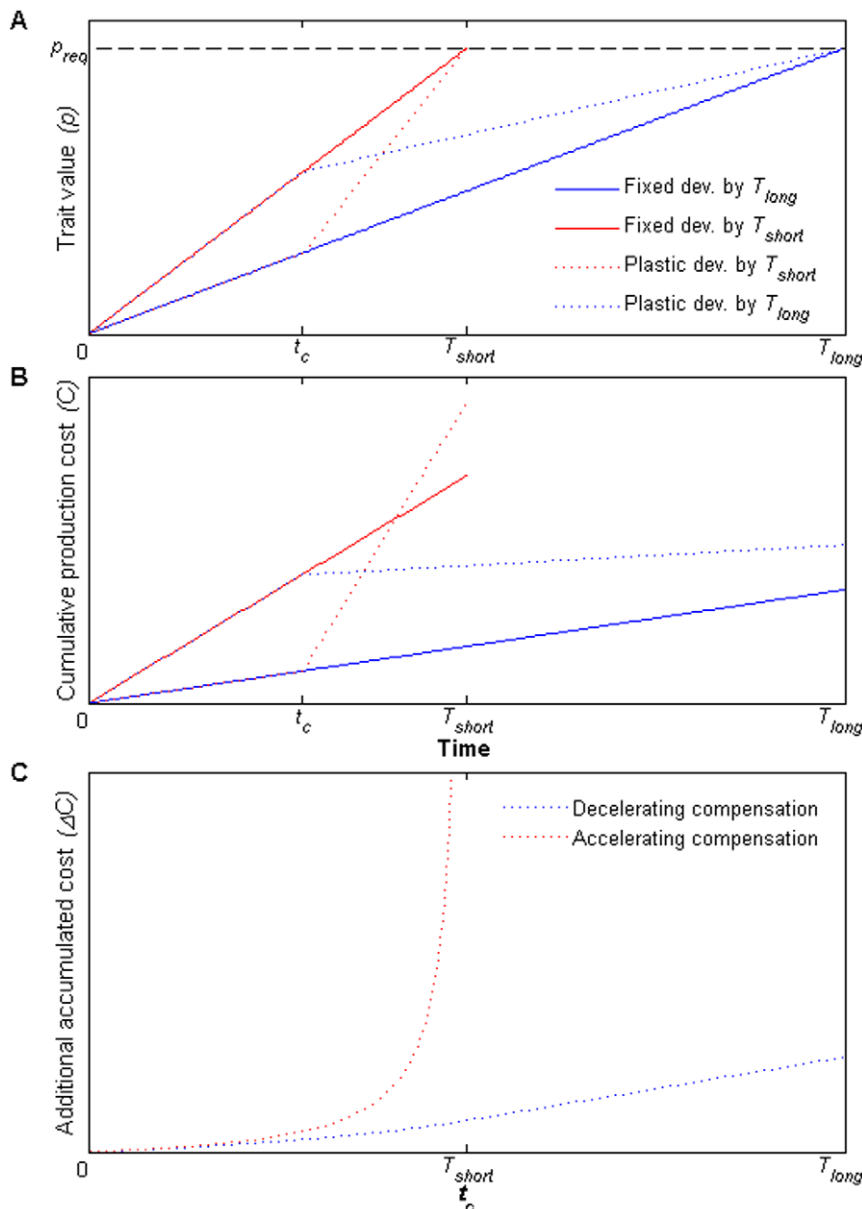 A
p_req
Trait value (p)
Fixed dev. by T_long
Fixed dev. by T_short
Plastic dev. by T_short
Plastic dev. by T_long
0
t_c
T_short
T_long
B
Cumulative production cost (C)
0
t_c
T_short
T_long
Time
C
Additional accumulated cost (ΔC)
Decelerating compensation
Accelerating compensation
0
T_short
T_long
t_c